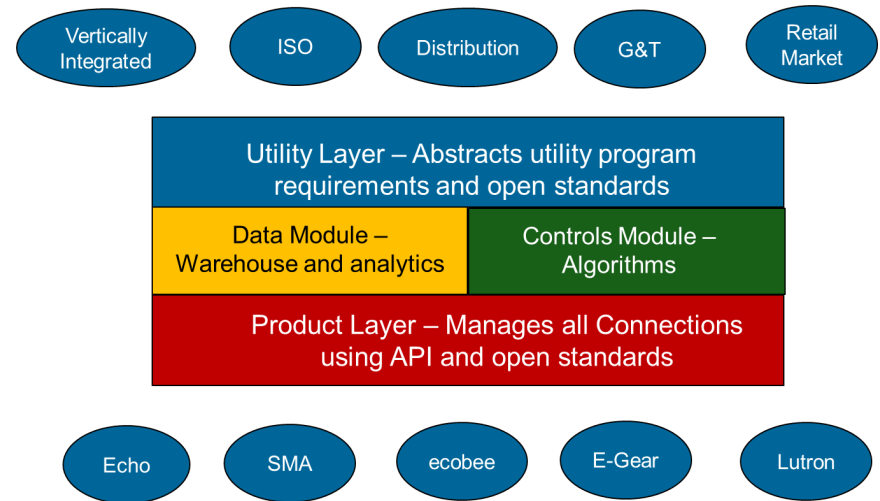 Vertically
Integrated
ISO
Distribution
G&T
Retail
Market
Utility Layer – Abstracts utility program
requirements and open standards
Data Module –
Warehouse and analytics
Controls Module –
Algorithms
Product Layer – Manages all Connections
using API and open standards
Echo
SMA
ecobee
E-Gear
Lutron